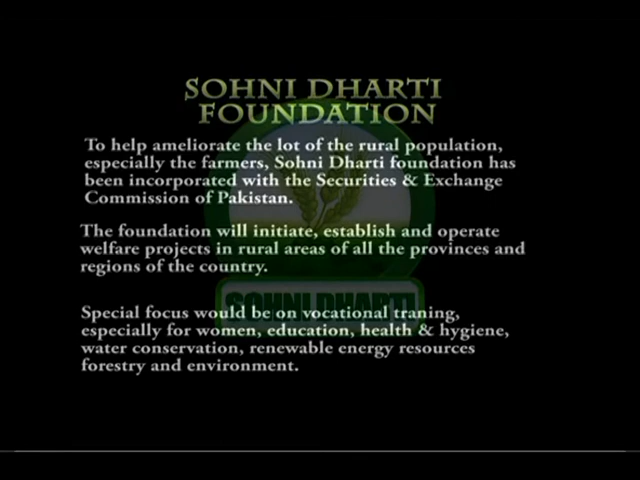 SOHNI DHARTI
FOUNDATION
To help ameliorate the lot of the rural population,
especially the farmers, Sohni Dharti foundation has
been incorporated with the Securities & Exchange
Commission of Pakistan.
The foundation will initiate, establish and operate
welfare projects in rural areas of all the provinces and
regions of the country.
SOHNI DHARTI
Special focus would be on vocational traning,
especially for women, education, health & hygiene,
water conservation, renewable energy resources
forestry and environment.